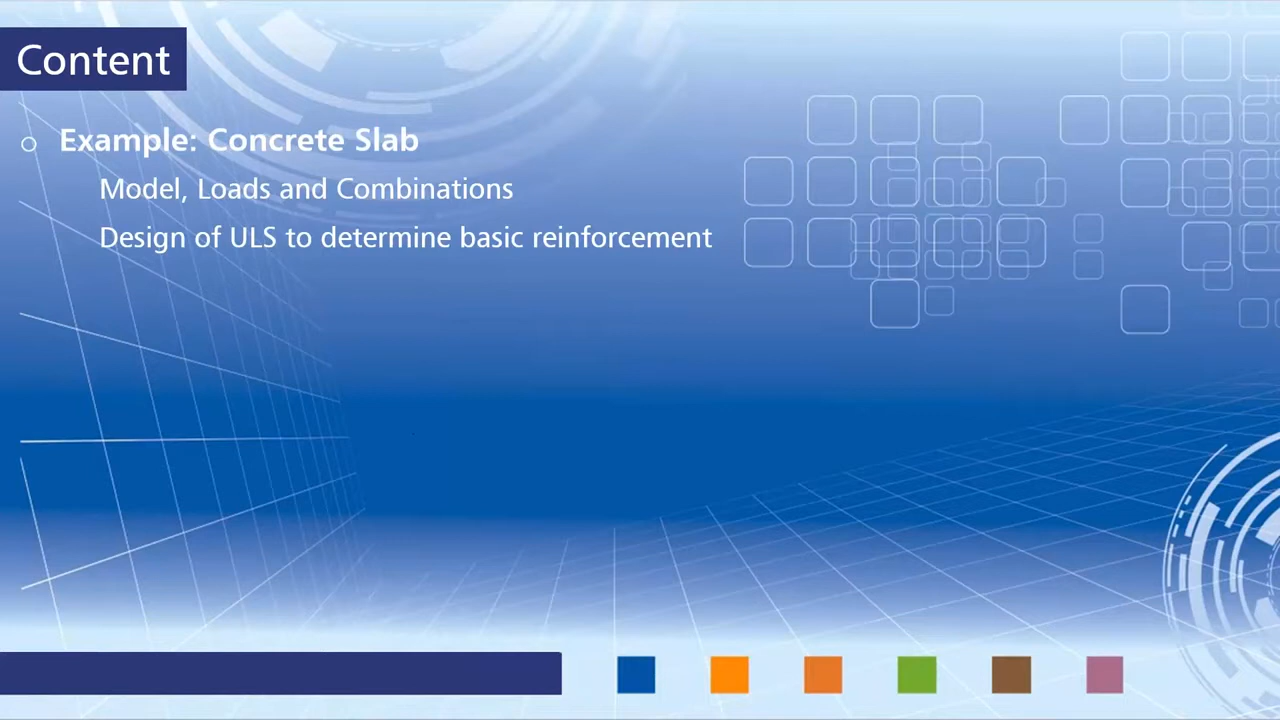 Content
Example: Concrete Slab
Model, Loads and Combinations
Design of ULS to determine basic reinforcement